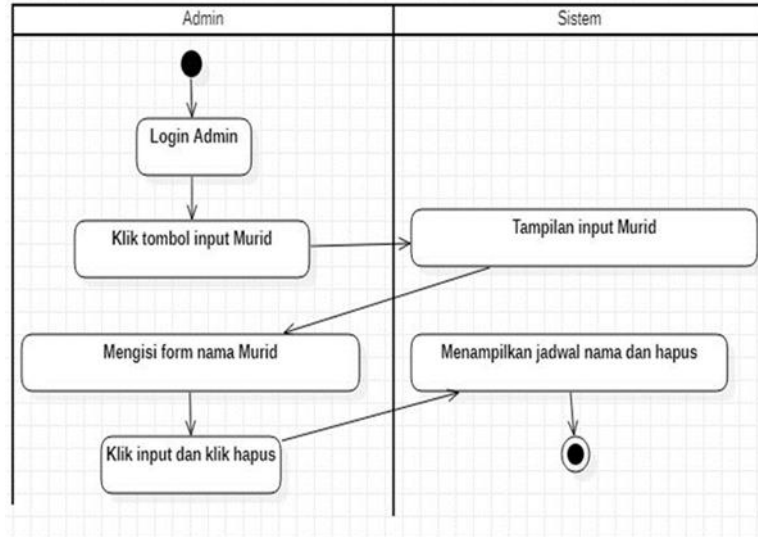 Admin
Sistem
Login Admin
Klik tombol input Murid
Tampilan input Murid
Mengisi form nama Murid
Menampilkan jadwal nama dan hapus
Klik input dan klik hapus